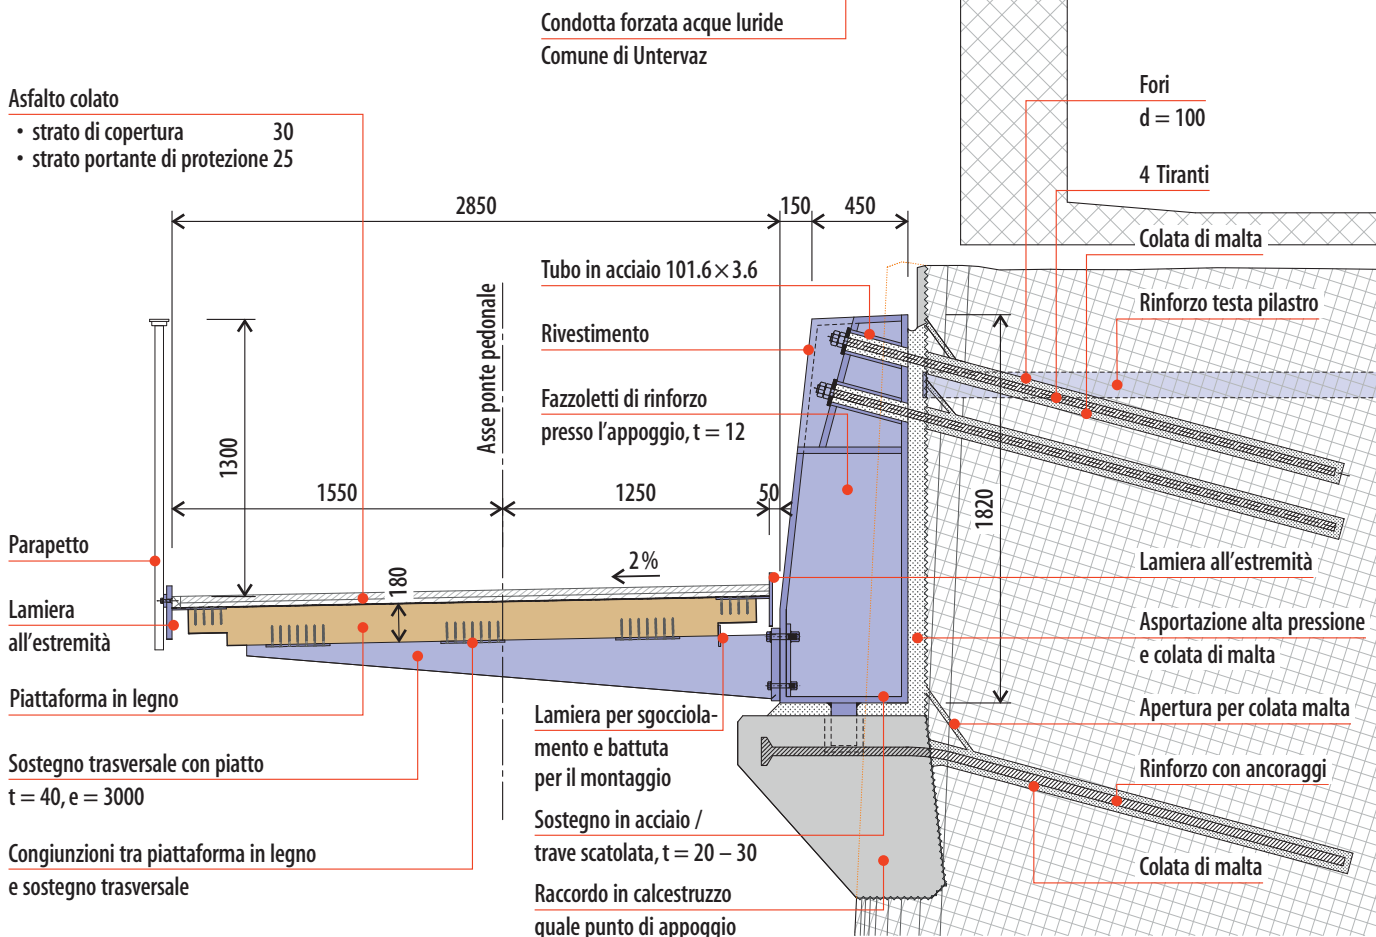 Condotta forzata acque luride
Comune di Untervaz
Asfalto colato
• strato di copertura 30
• strato portante di protezione 25
Fori
d = 100
4 Tiranti
Colata di malta
Rinforzo testa pilastro
2850
150
450
Tubo in acciaio 101.6 × 3.6
Rivestimento
Fazzoletti di rinforzo
presso l'appoggio, t = 12
Asse ponte pedonale
1300
1550
1250
50
1820
Parapetto
2%
180
Lamiera all'estremità
Lamiera
all'estremità
Asportazione alta pressione
e colata di malta
Piattaforma in legno
Lamiera per sgocciola-
mento e battuta
per il montaggio
Apertura per colata malta
Sostegno trasversale con piatto
t = 40, e = 3000
Rinforzo con ancoraggi
Sostegno in acciaio /
trave scatolata, t = 20 – 30
Congiunzioni tra piattaforma in legno
e sostegno trasversale
Colata di malta
Raccordo in calcestruzzo
quale punto di appoggio